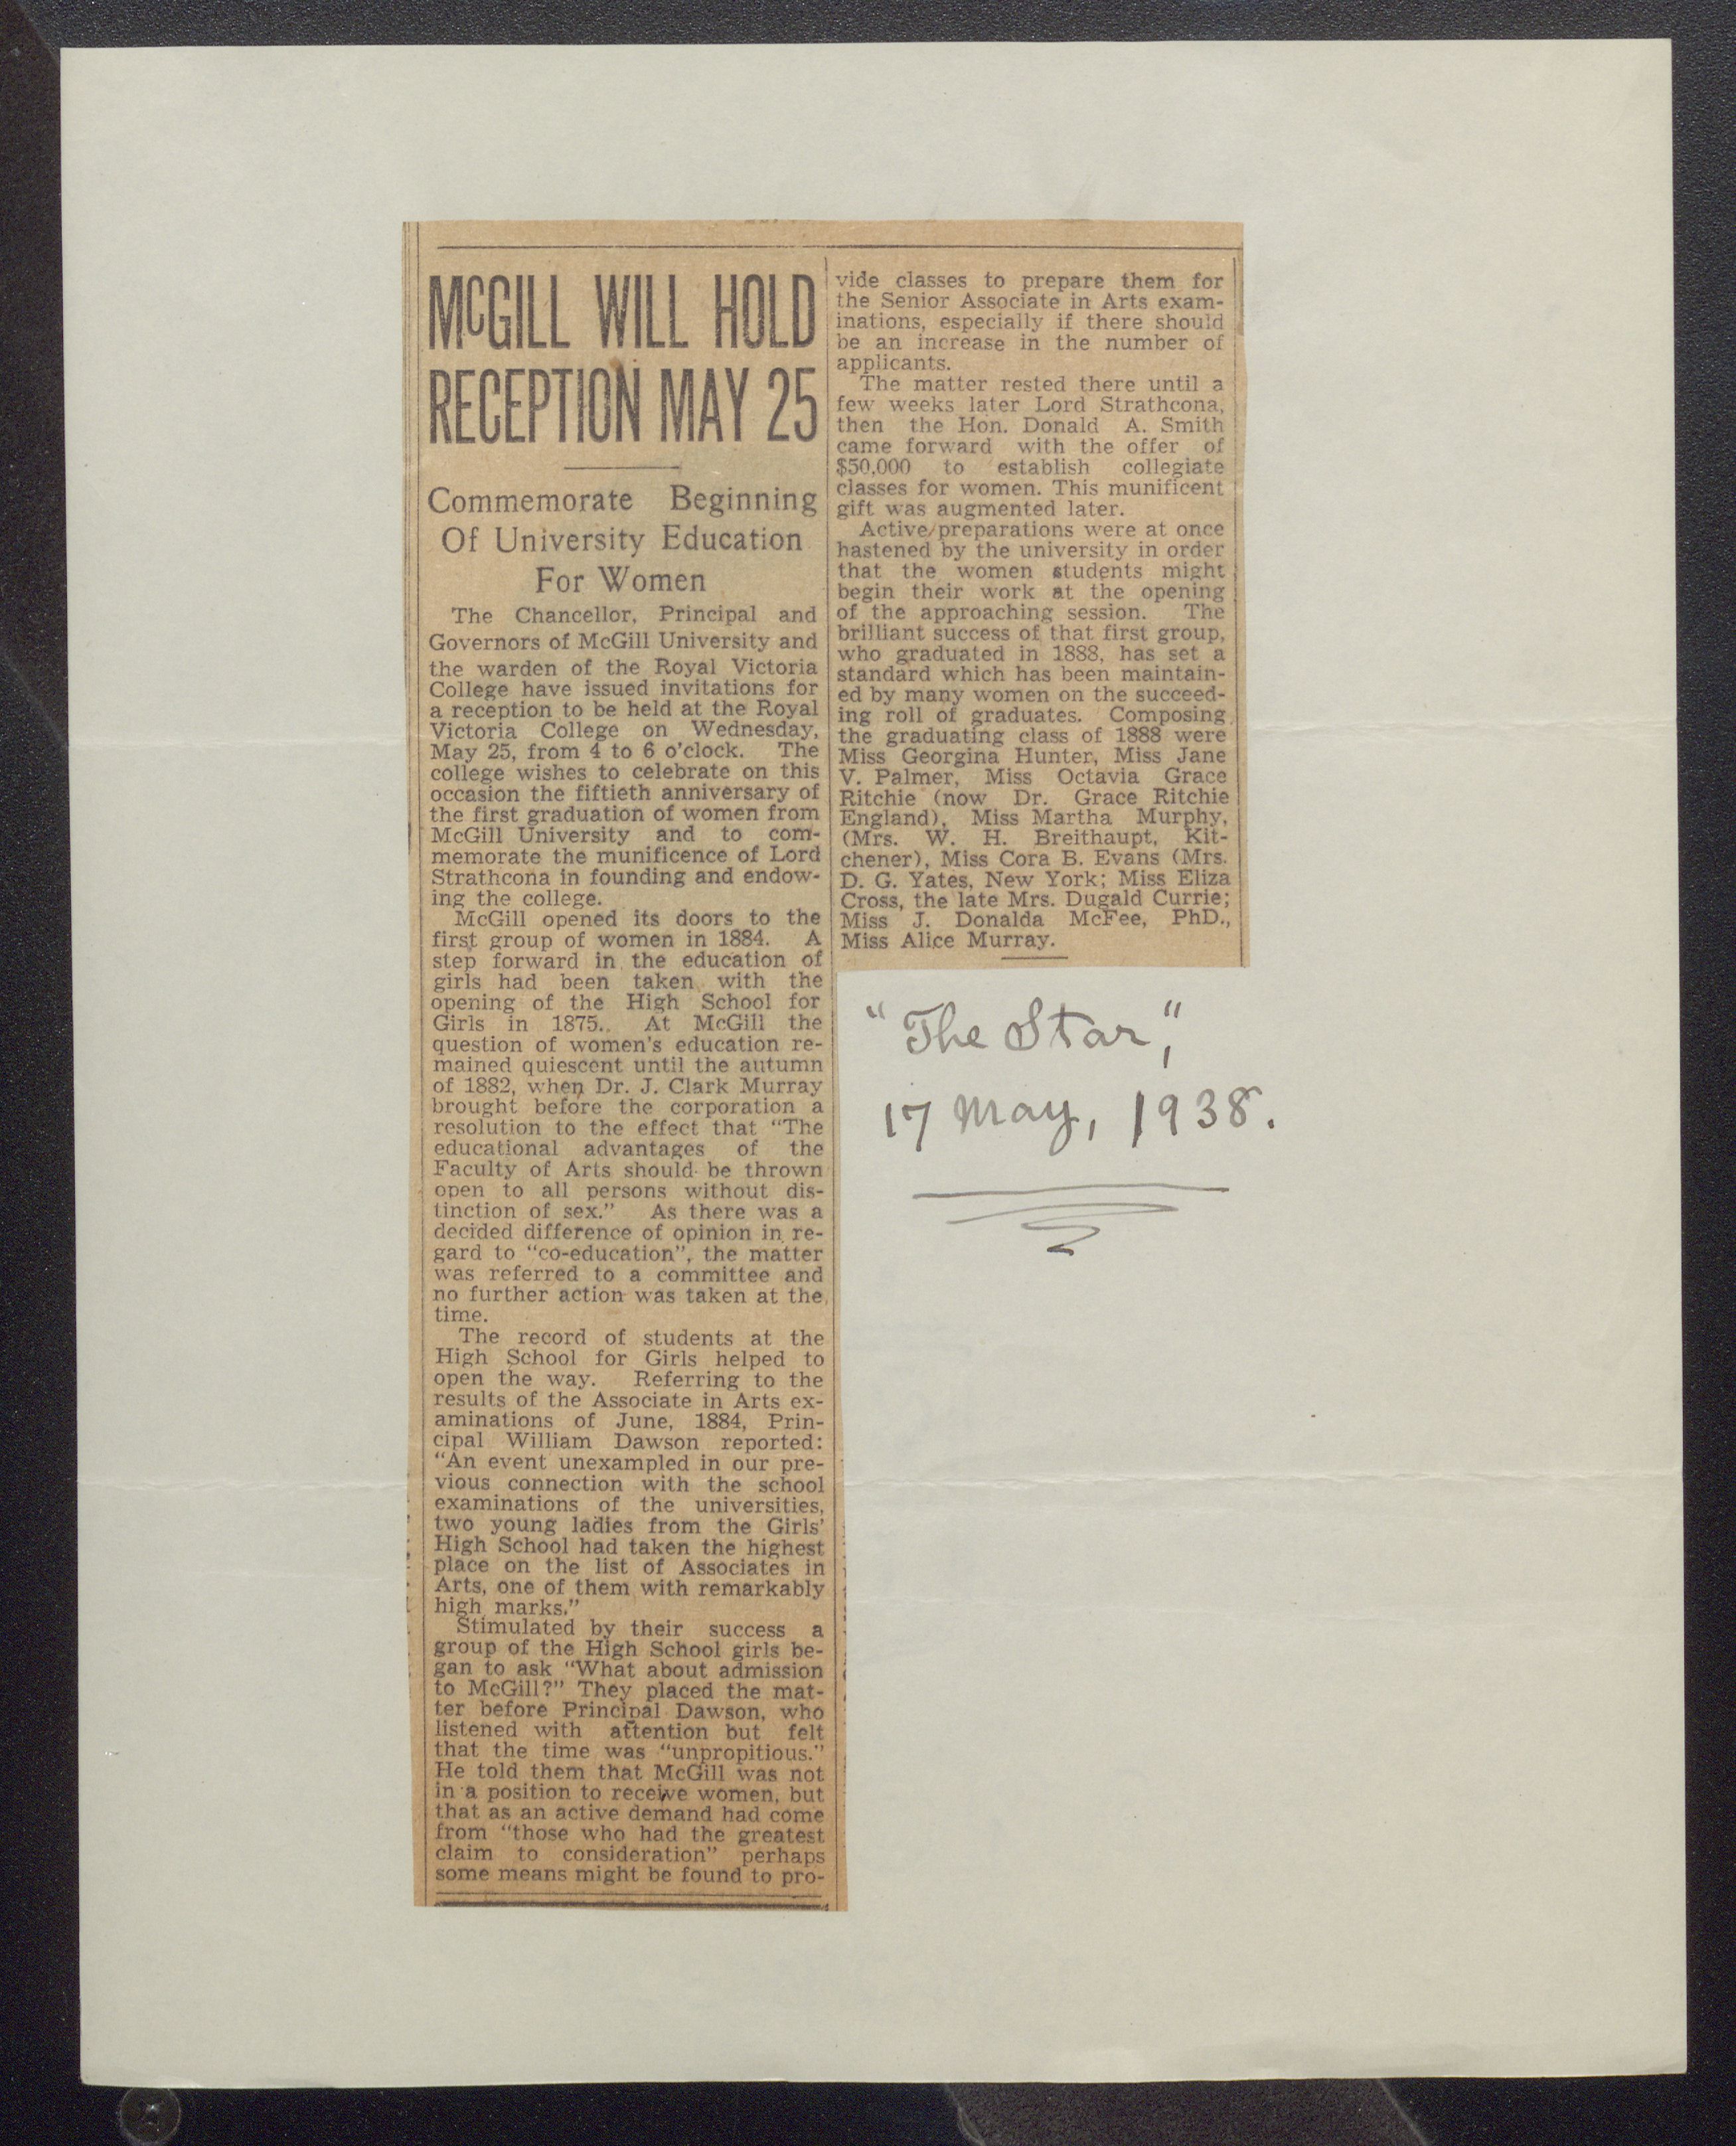 McGILL WILL HOLD
RECEPTION MAY 25
Commemorate Beginning
Of University Education
For Women
The Chancellor, Principal and
Governors of McGill University and
the warden of the Royal Victoria
College have issued invitations for
a reception to be held at the Royal
Victoria College on Wednesday,
May 25, from 4 to 6 o'clock. The
college wishes to celebrate on this
occasion the fiftieth anniversary of
the first graduation of women from
McGill University and to com-
memorate the munificence of Lord
Strathcona in founding and endow-
ing the college.
McGill opened its doors to the
first group of women in 1884. A
step forward in the education of
girls had been taken with the
opening of the High School for
Girls in 1875. At McGill the
question of women's education re-
mained quiescent until the autumn
of 1882, when Dr. J. Clark Murray
brought before the corporation a
resolution to the effect that "The
educational advantages of the
Faculty of Arts should be thrown
open to all persons without dis-
tinction of sex." As there was a
decided difference of opinion in re-
gard to "co-education", the matter
was referred to a committee and
no further action was taken at the
time.
The record of students at the
High School for Girls helped to
open the way. Referring to the
results of the Associate in Arts ex-
aminations of June, 1884, Prin-
cipal William Dawson reported:
"An event unexampled in our pre-
vious connection with the school
examinations of the universities,
two young ladies from the Girls'
High School had taken the highest
place on the list of Associates in
Arts, one of them with remarkably
high marks."
Stimulated by their success a
group of the High School girls be-
gan to ask "What about admission
to McGill?" They placed the mat-
ter before Principal Dawson, who
listened with attention but felt
that the time was "unpropitious."
He told them that McGill was not
in a position to receive women, but
that as an active demand had come
from "those who had the greatest
claim to consideration" perhaps
some means might be found to pro-
vide classes to prepare them for
the Senior Associate in Arts exam-
inations, especially if there should
be an increase in the number of
applicants.
The matter rested there until a
few weeks later Lord Strathcona,
then the Hon. Donald A. Smith
came forward with the offer of
$50,000 to establish collegiate
classes for women. This munificent
gift was augmented later.
Active preparations were at once
hastened by the university in order
that the women students might
begin their work at the opening
of the approaching session. The
brilliant success of that first group,
who graduated in 1888, has set a
standard which has been maintain-
ed by many women on the succeed-
ing roll of graduates. Composing
the graduating class of 1888 were
Miss Georgina Hunter, Miss Jane
V. Palmer, Miss Octavia Grace
Ritchie (now Dr. Grace Ritchie
England), Miss Martha Murphy,
(Mrs. W. H. Breithaupt, Kit-
chener), Miss Cora B. Evans (Mrs.
D. G. Yates, New York; Miss Eliza
Cross, the late Mrs. Dugald Currie;
Miss J. Donalda McFee, PhD.,
Miss Alice Murray.
"The Star",
17 May, 1938.